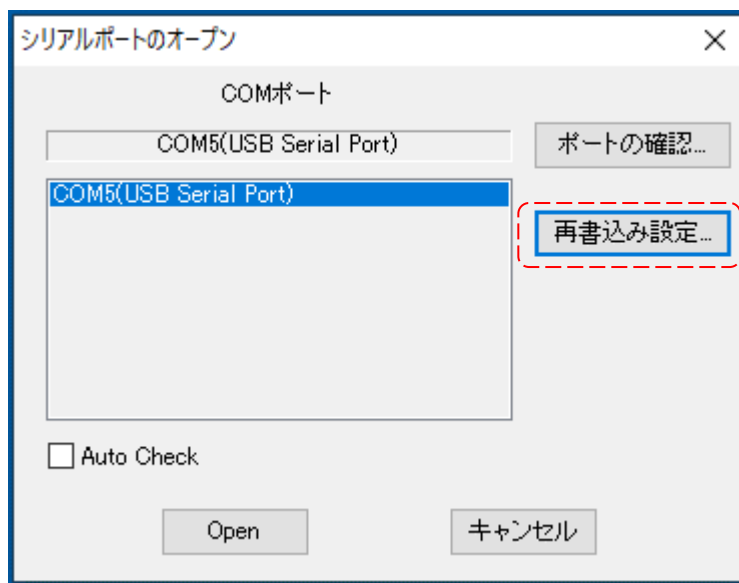 シリアルポートのオープン
COMポート
COM5(USB Serial Port)
ポートの確認...
COM5(USB Serial Port)
再書込み設定...
Auto Check
Open
キャンセル